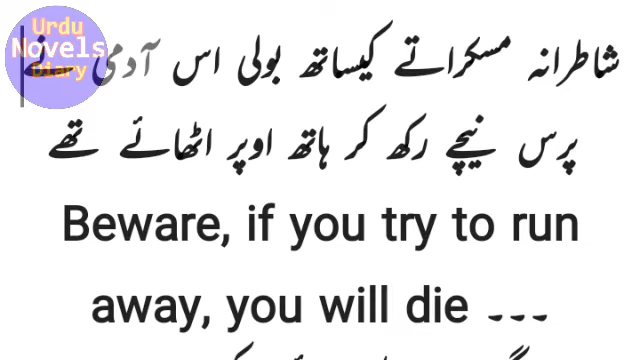 Urdu
Novels
Diary
شاطرانہ مسکراتے کیساتھ بولی اس آدمی نے
پرس نیچے رکھ کر ہاتھ اوپر اٹھائے تھے
Beware, if you try to run
away, you will die ---